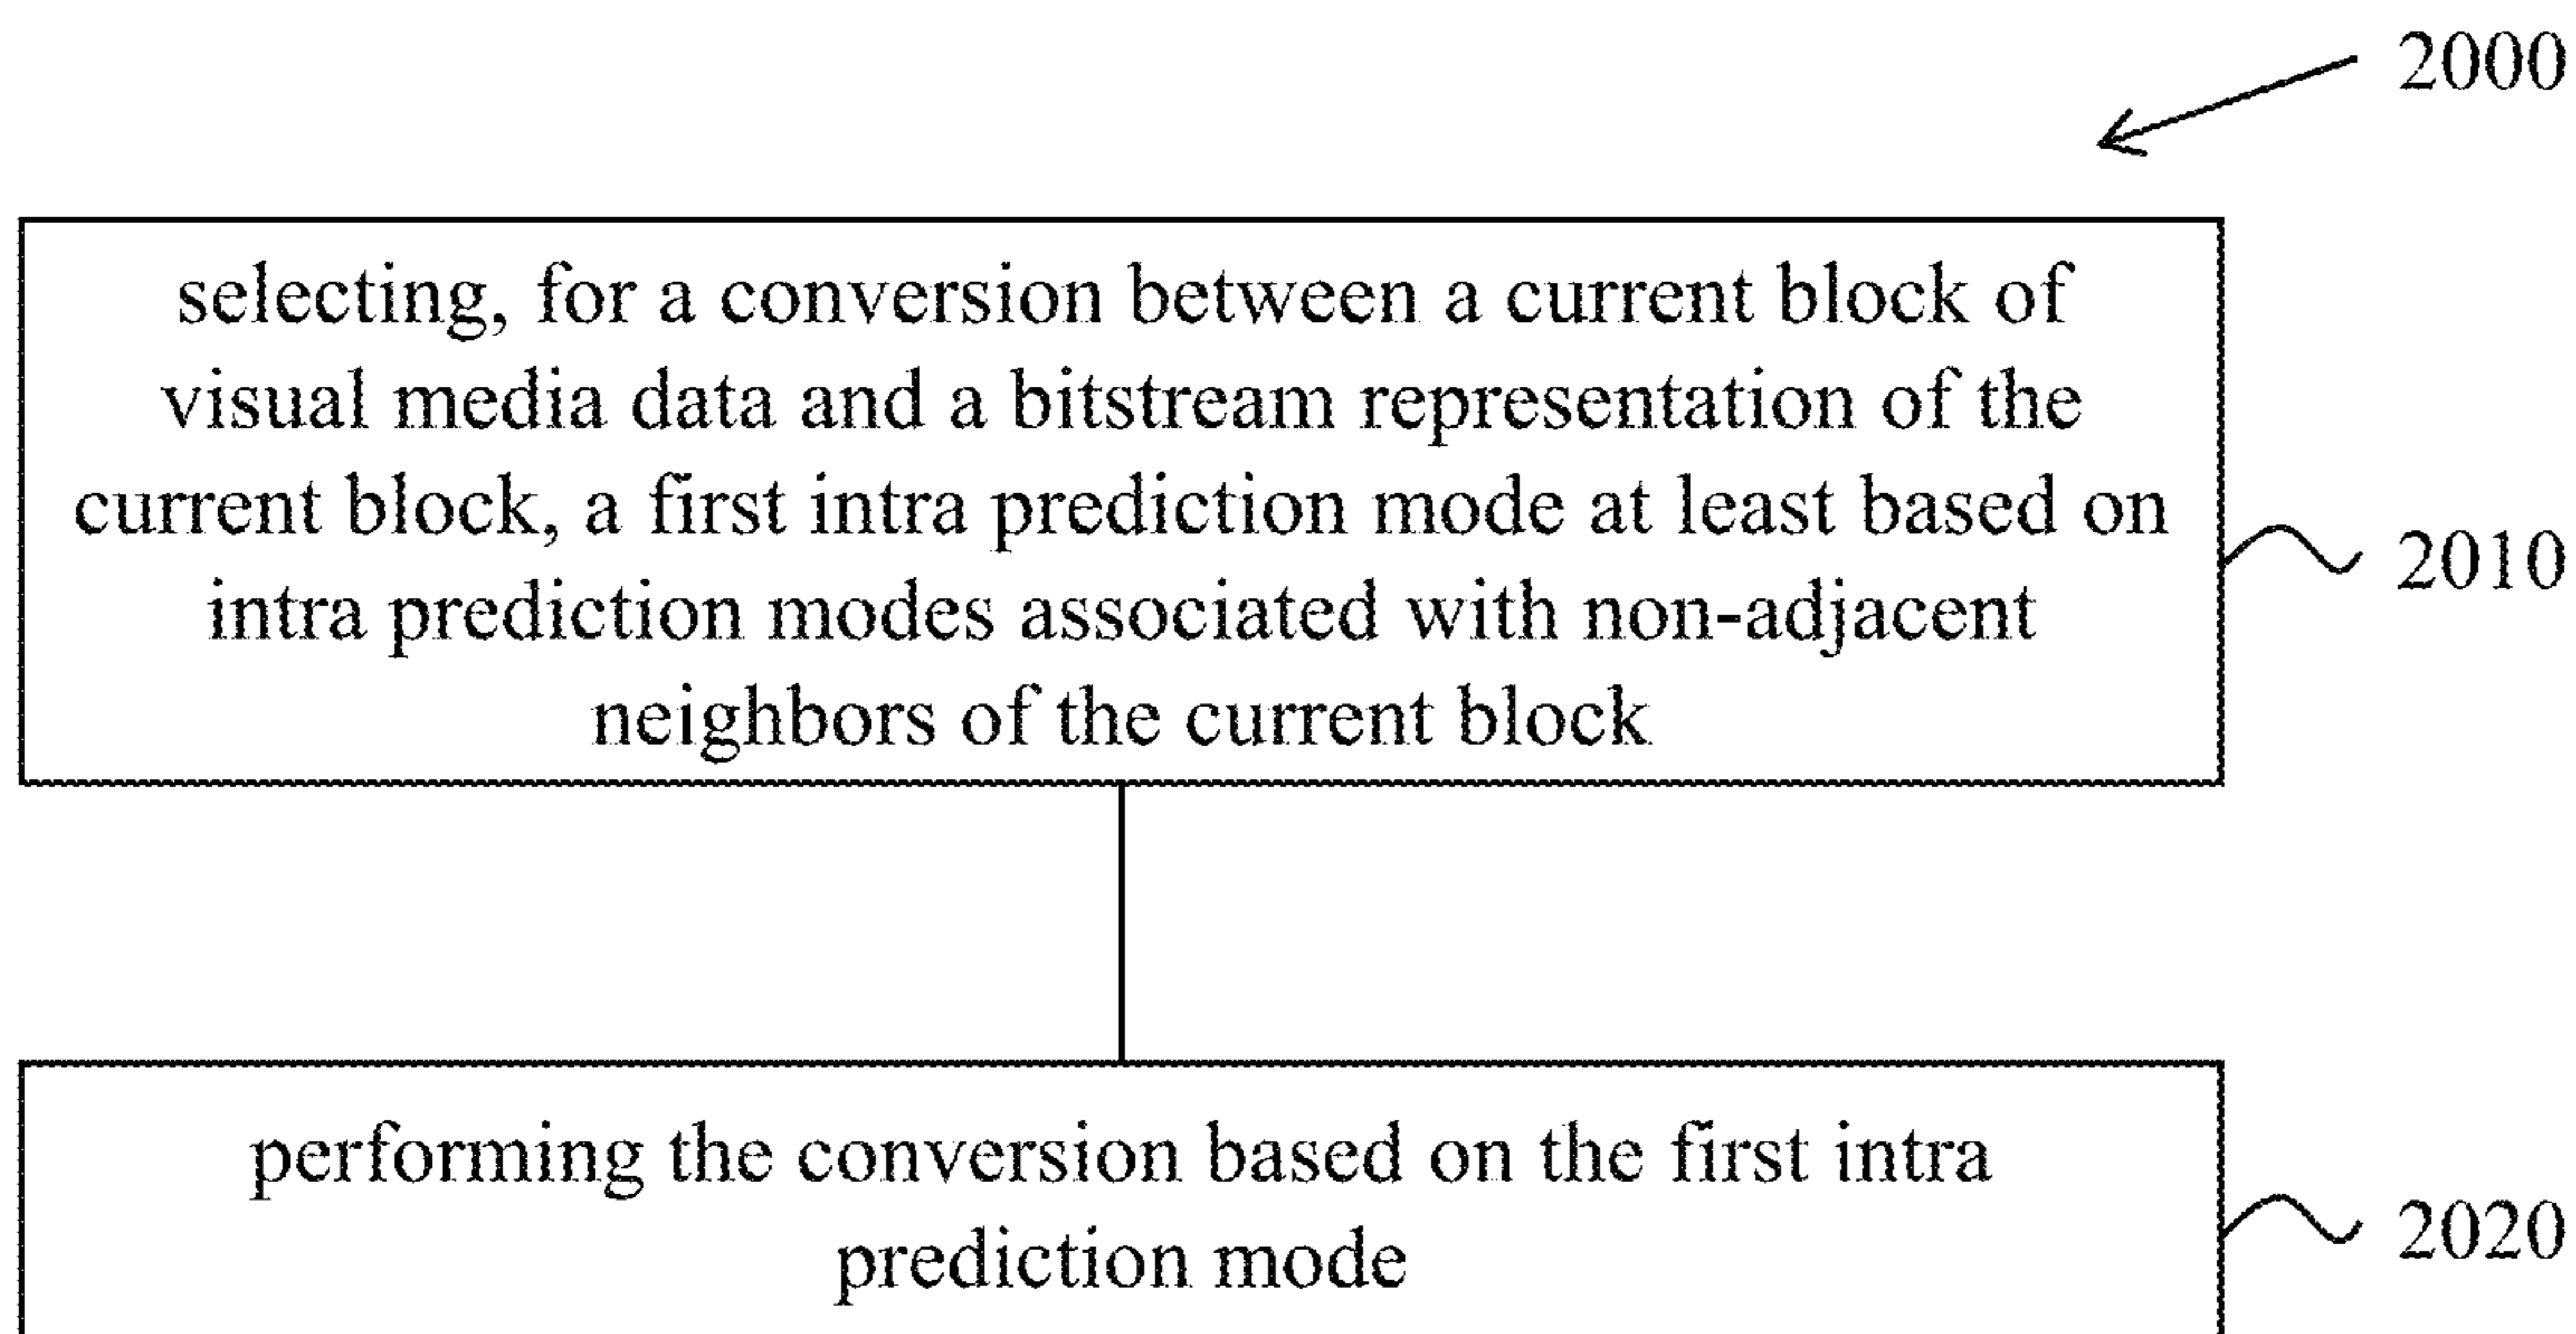 2000
selecting, for a conversion between a current block of
visual media data and a bitstream representation of the
current block, a first intra prediction mode at least based on
intra prediction modes associated with non-adjacent
neighbors of the current block
2010
performing the conversion based on the first intra
prediction mode
2020